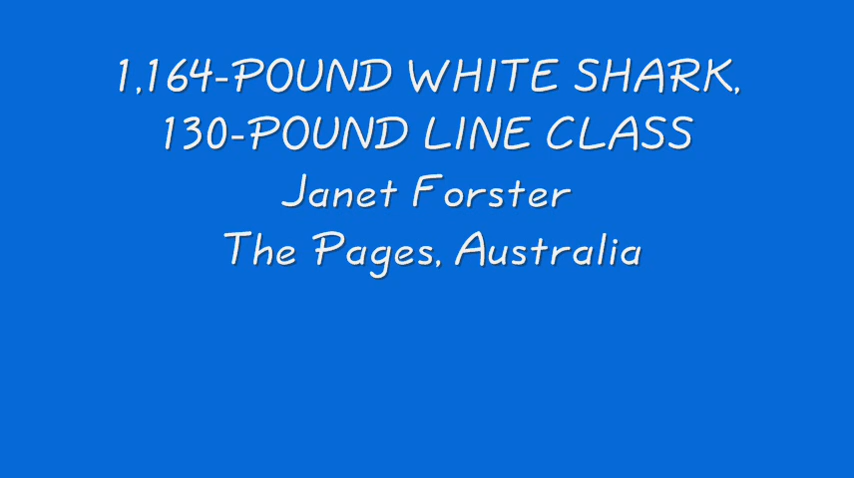 1,164-POUND WHITE SHARK,
130-POUND LINE CLASS
Janet Forster
The Pages, Australia